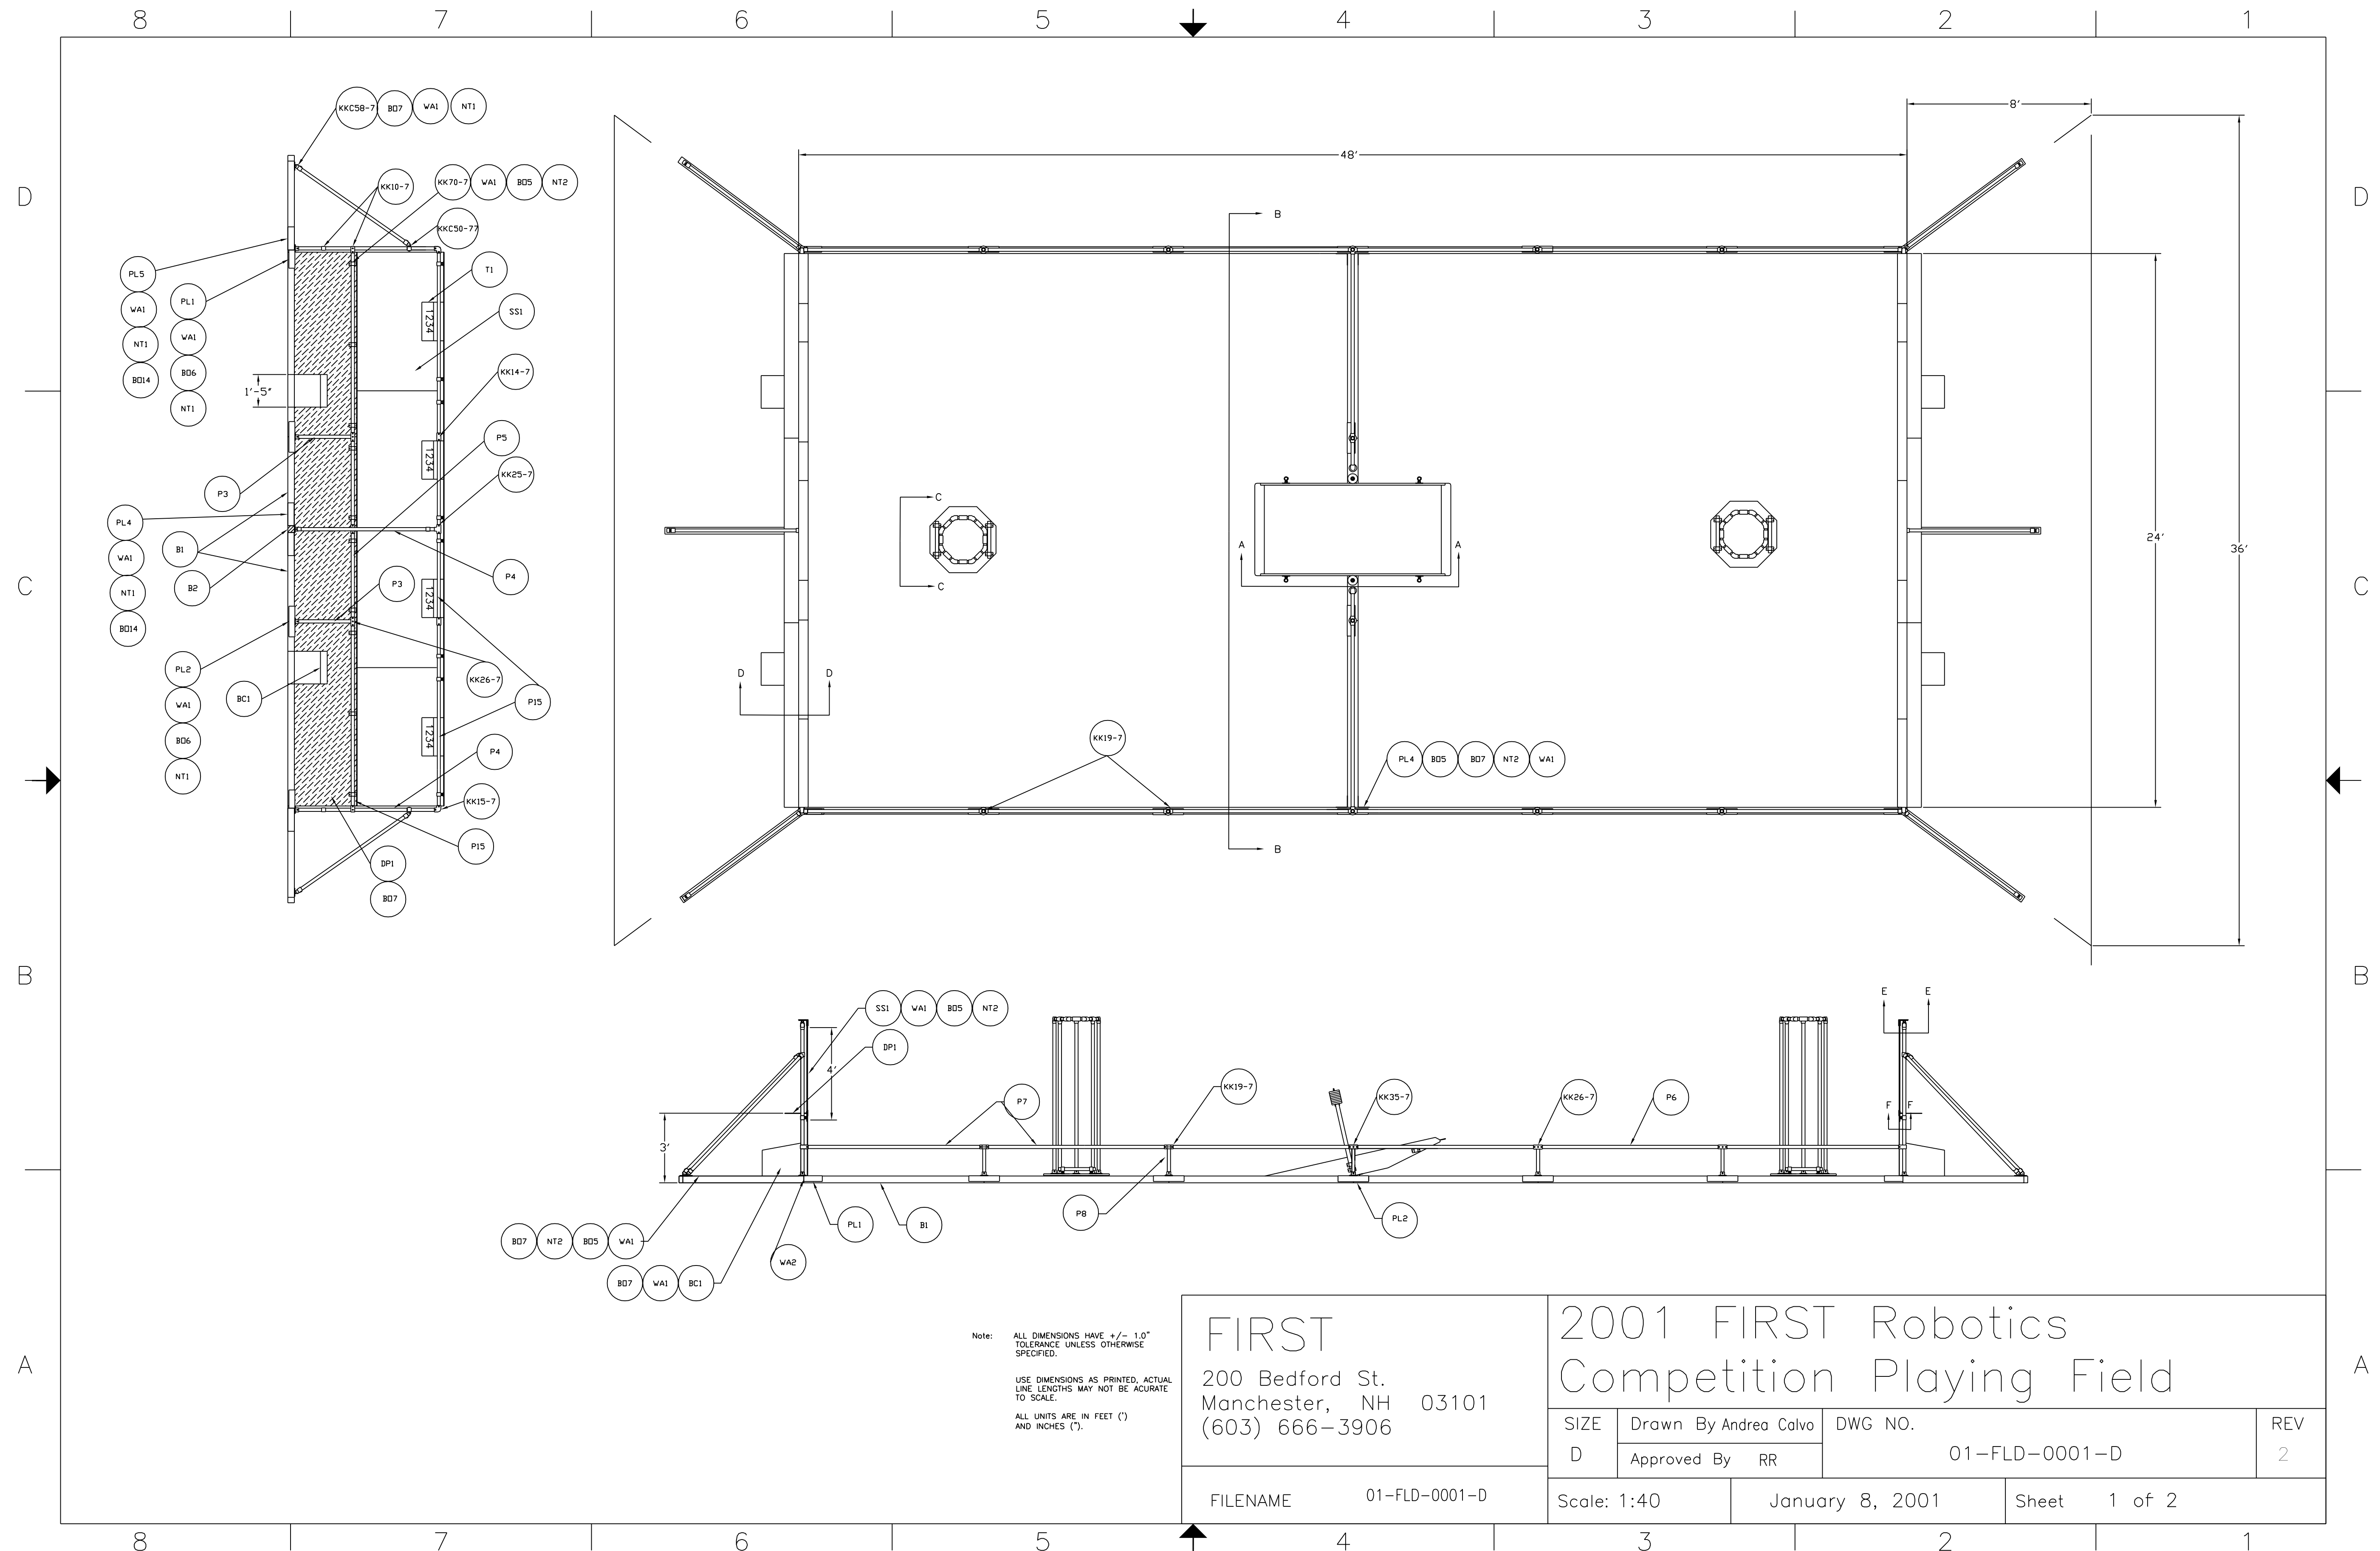 8 7 6 5 4 3 2 1
D D
C C
B B
A A
8 7 6 5 4 3 2 1
KKC58-7 BO7 WA1 NT1
KK10-7
KK70-7 WA1 BO5 NT2
KKC50-77
T1
SS1
PL5
WA1
NT1
BO14
PL1
WA1
BO6
NT1
1'-5"
1234
1234
1234
1234
KK14-7
P5
KK25-7
P3
PL4
WA1
NT1
BO14
B1
B2
P3
P4
PL2
WA1
BO6
NT1
BC1
KK26-7
P15
P4
KK15-7
P15
DP1
BO7
8'
48'
24'
36'
B
B
C
C
A A
D D
KK19-7
PL4 BO5 BO7 NT2 WA1
SS1 WA1 BO5 NT2
DP1
4'
3'
P7
KK19-7
KK35-7
KK26-7
P6
E E
F F
P8
PL2
PL1
B1
WA2
BO7 NT2 BO5 WA1
BO7 WA1 BC1
Note: ALL DIMENSIONS HAVE +/- 1.0"
TOLERANCE UNLESS OTHERWISE
SPECIFIED.
USE DIMENSIONS AS PRINTED, ACTUAL
LINE LENGTHS MAY NOT BE ACURATE
TO SCALE.
ALL UNITS ARE IN FEET (')
AND INCHES (").
FIRST
200 Bedford St.
Manchester, NH 03101
(603) 666-3906
FILENAME 01-FLD-0001-D
2001 FIRST Robotics
Competition Playing Field
SIZE
D
Drawn By Andrea Calvo
Approved By RR
DWG NO.
01-FLD-0001-D
REV
2
Scale: 1:40
January 8, 2001
Sheet 1 of 2